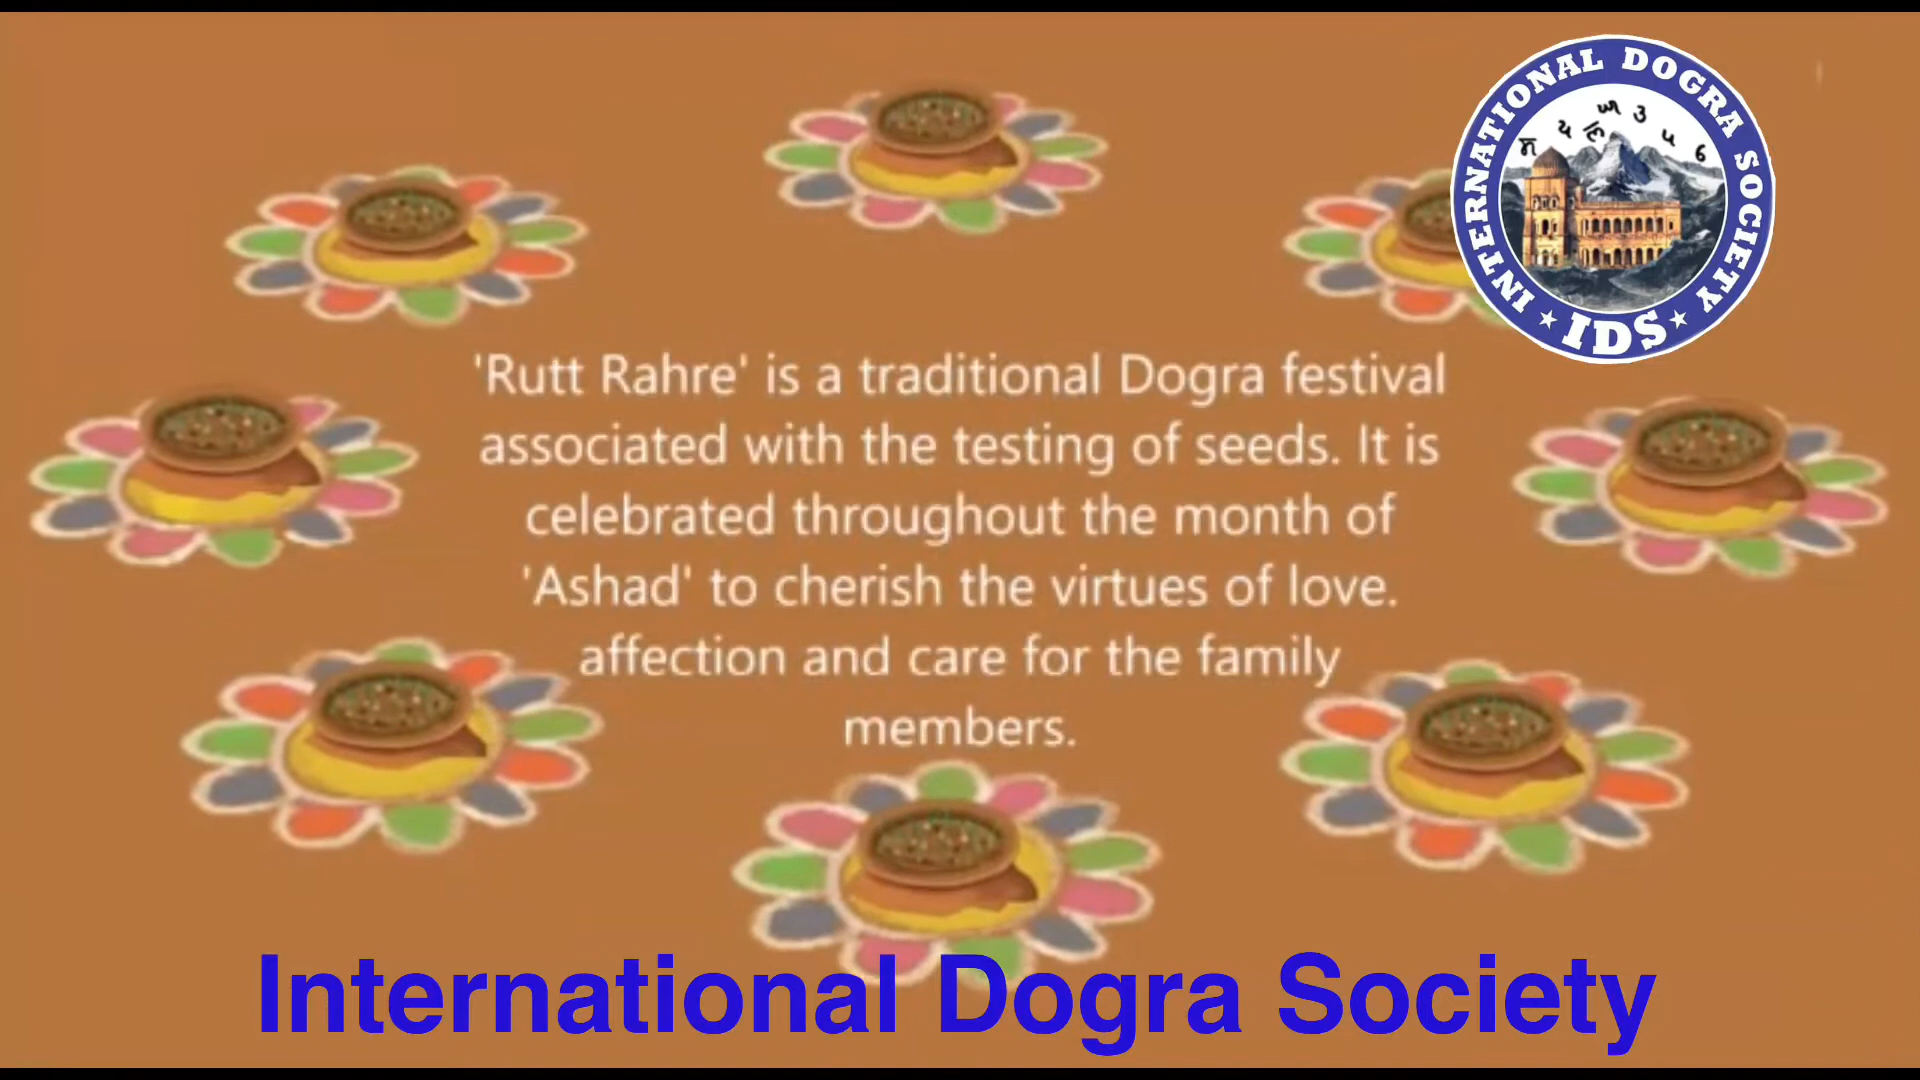 INTERNATIONAL DOGRA SOCIETY
IDS
'Rutt Rahre' is a traditional Dogra festival
associated with the testing of seeds. It is
celebrated throughout the month of
'Ashad' to cherish the virtues of love.
affection and care for the family
members.
International Dogra Society